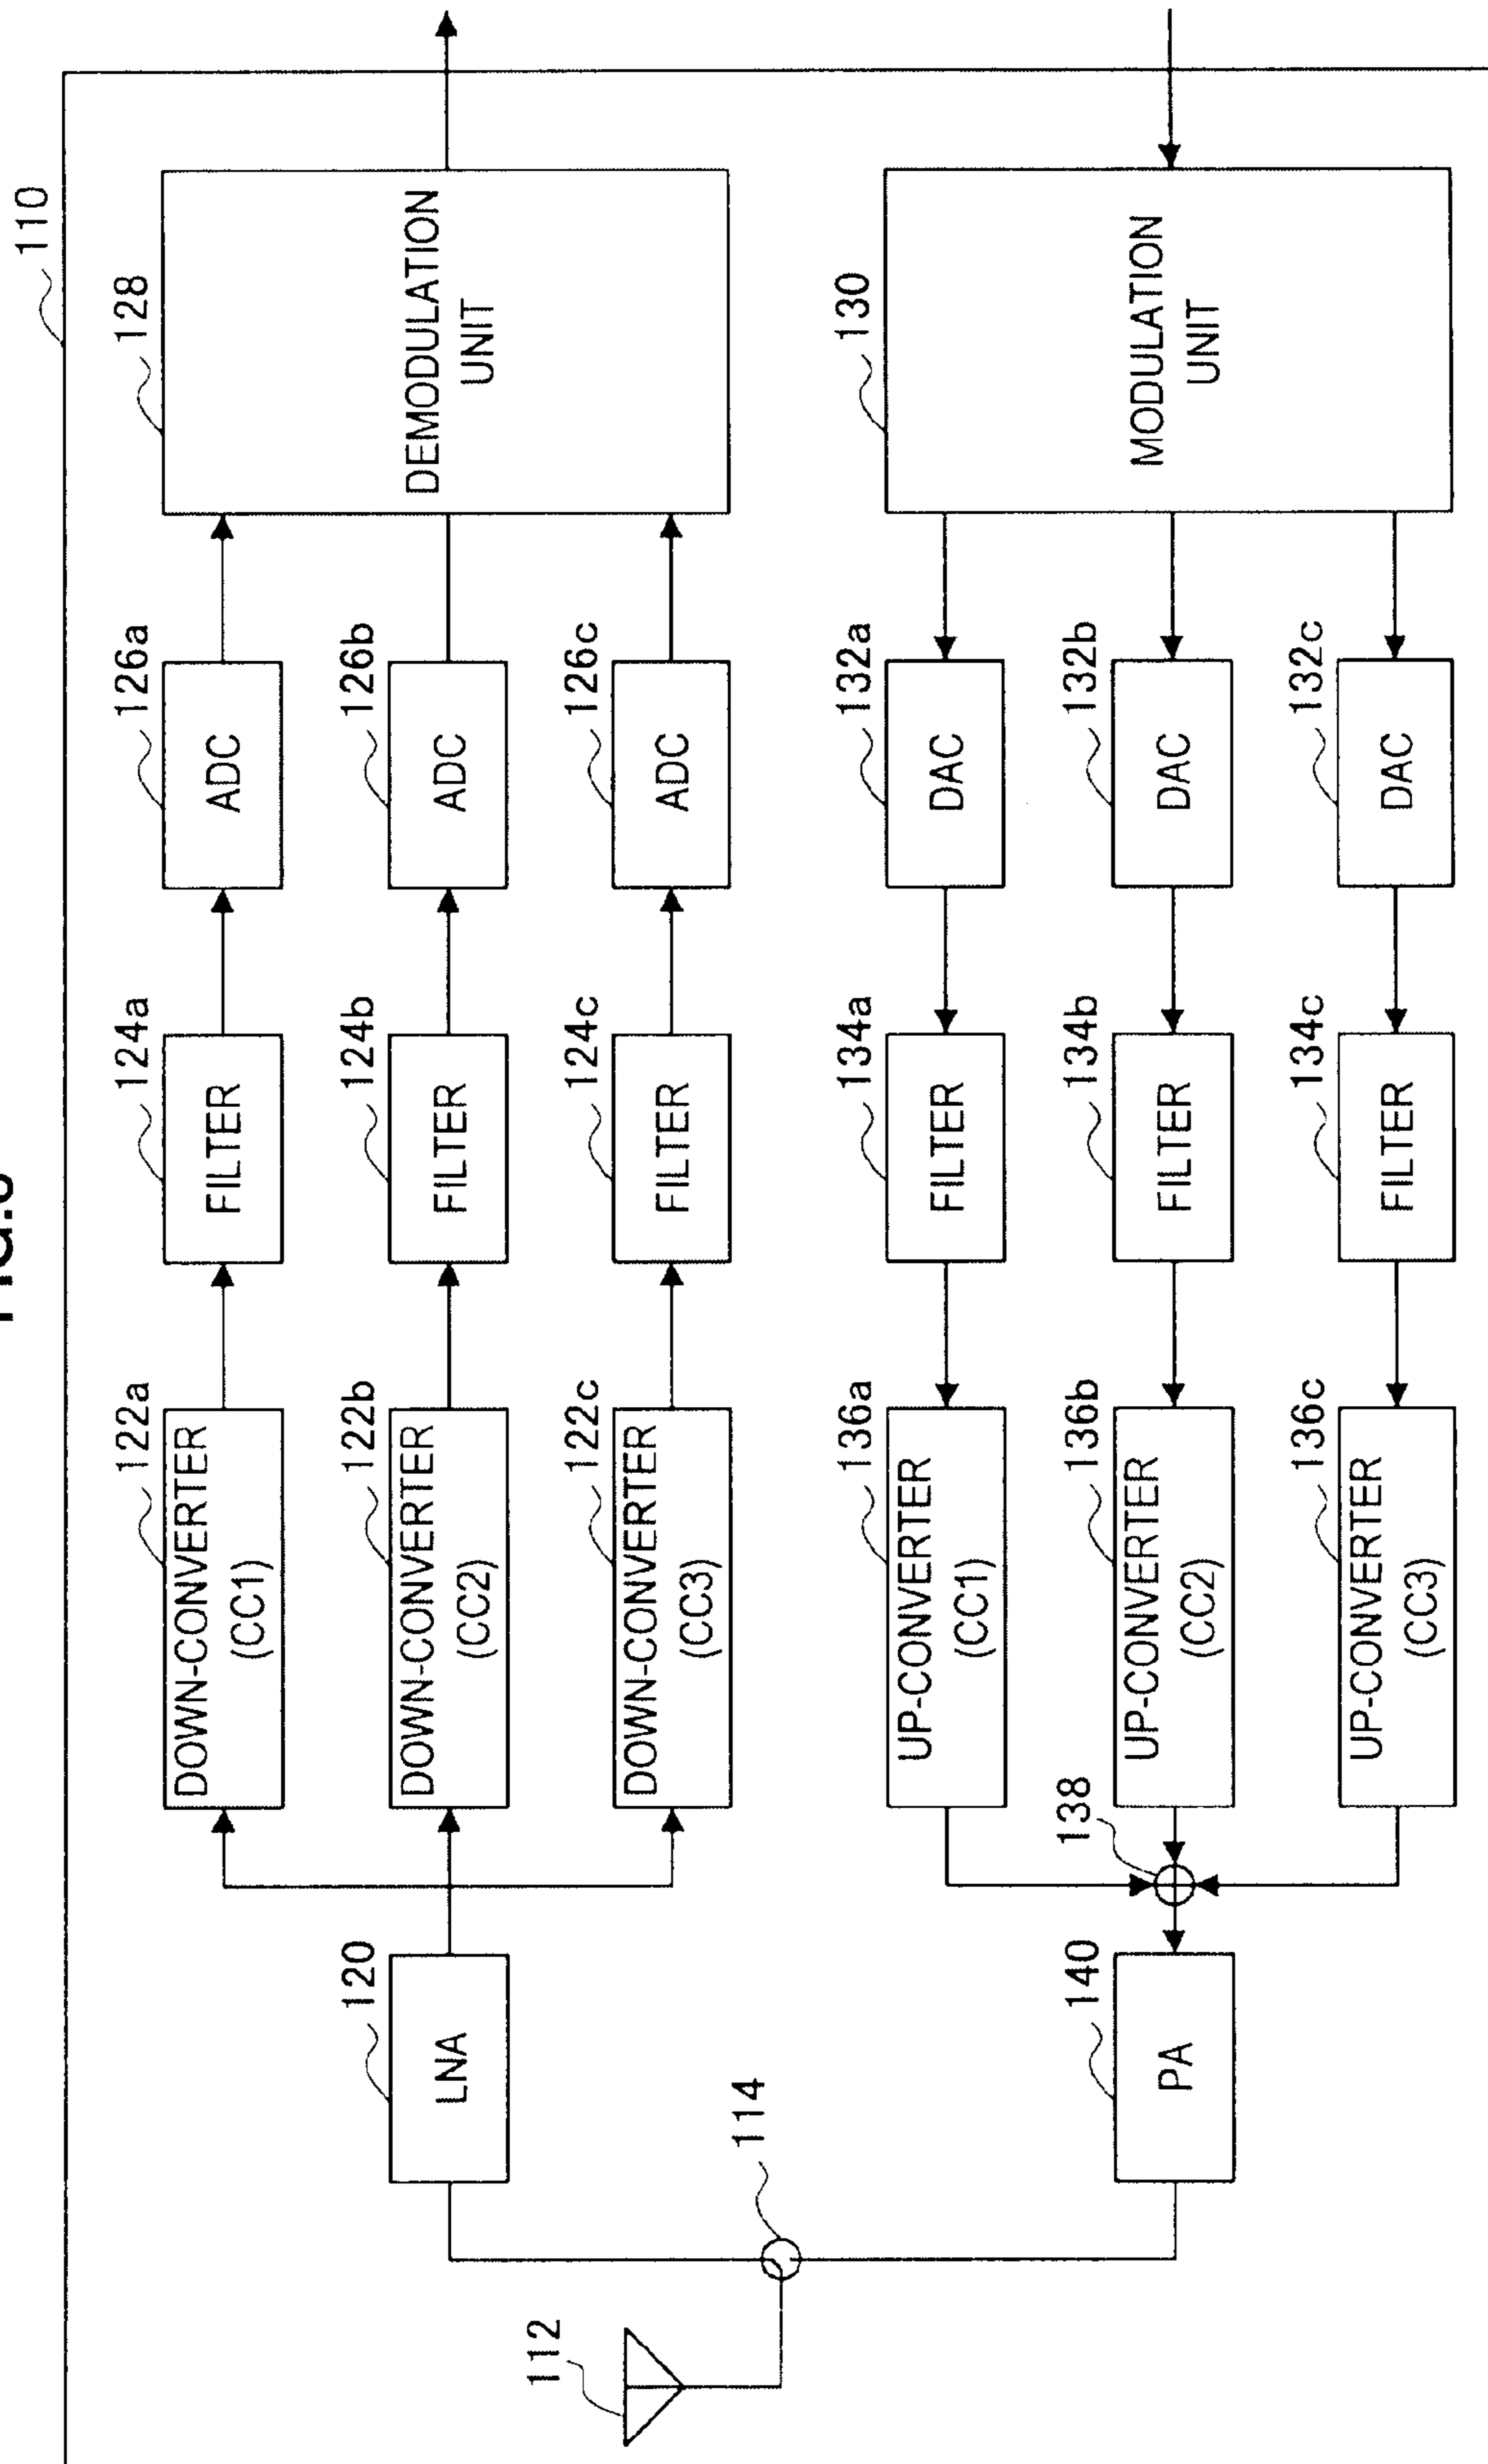 110
122a
124a
126a
128
DOWN-CONVERTER
(CC1)
FILTER
ADC
120
122b
124b
126b
LNA
DOWN-CONVERTER
(CC2)
FILTER
ADC
DEMODULATION
UNIT
112
122c
124c
126c
DOWN-CONVERTER
(CC3)
FILTER
ADC
114
136a
134a
132a
130
UP-CONVERTER
(CC1)
FILTER
DAC
140
138
136b
134b
132b
PA
UP-CONVERTER
(CC2)
FILTER
DAC
MODULATION
UNIT
136c
134c
132c
UP-CONVERTER
(CC3)
FILTER
DAC